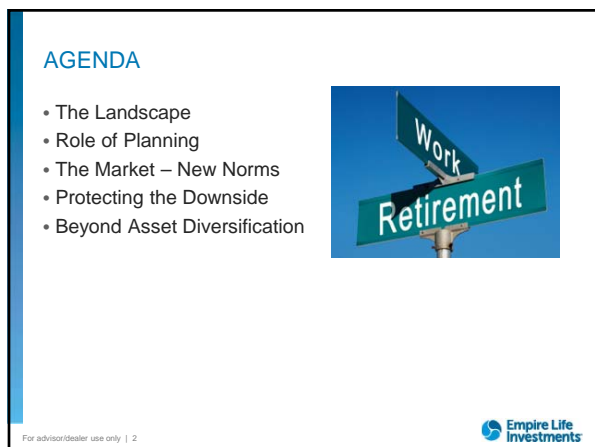 AGENDA
• The Landscape
• Role of Planning
• The Market – New Norms
• Protecting the Downside
• Beyond Asset Diversification
Work
Retirement
For advisor/dealer use only | 2
Empire Life
Investments